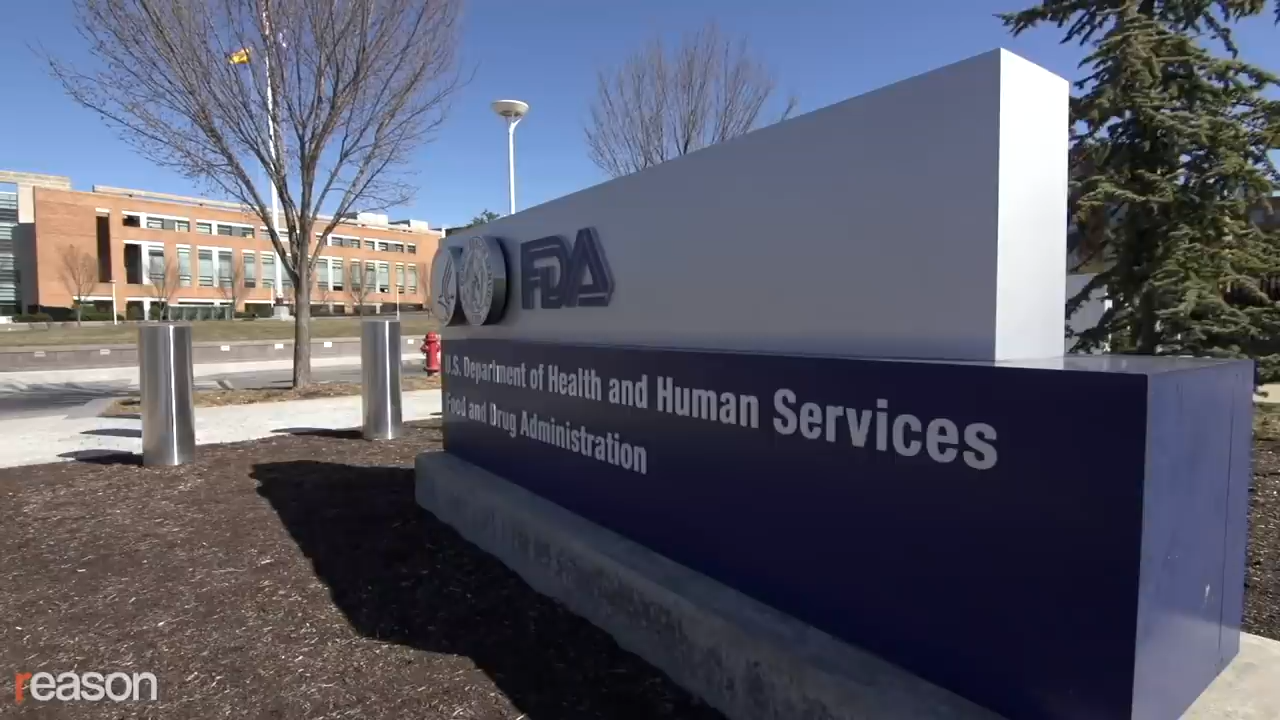 FDA
U.S. Department of Health and Human Services
Food and Drug Administration
reason